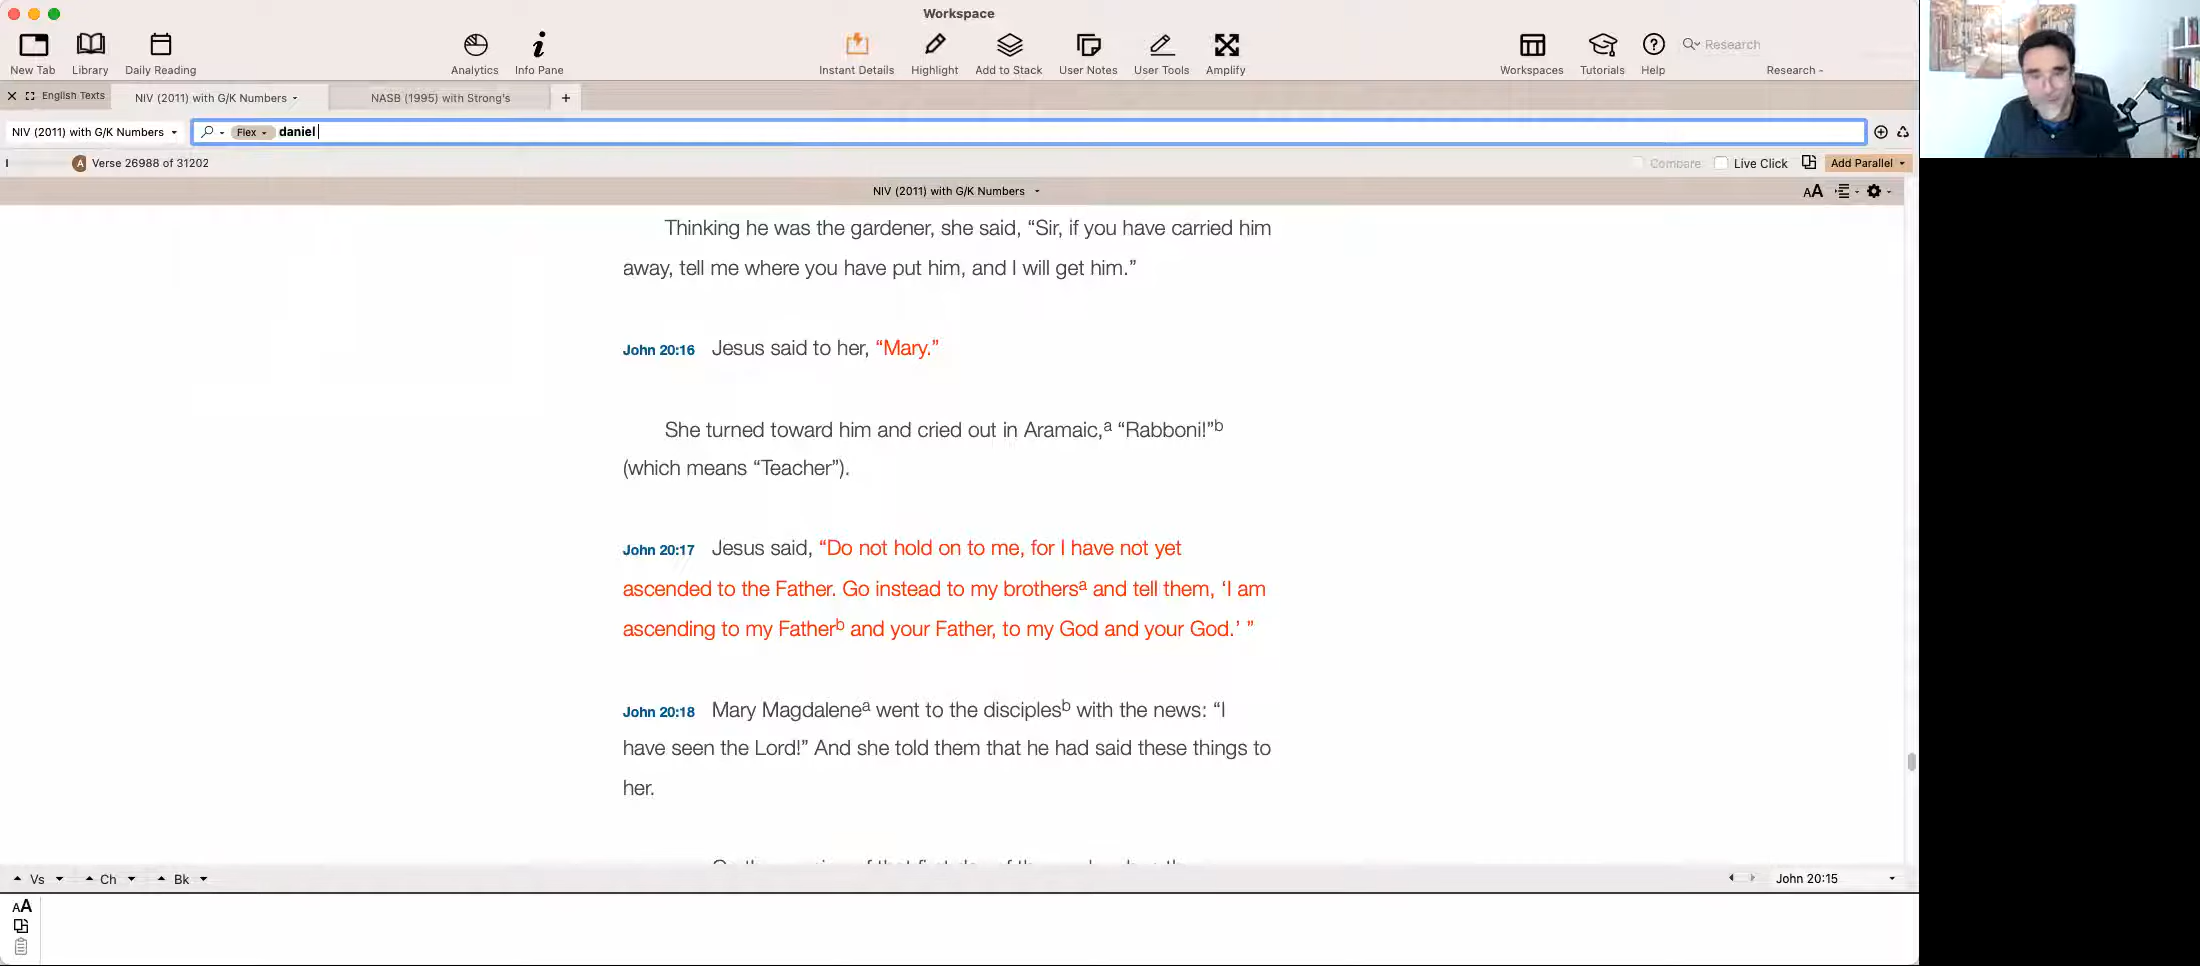 Workspace
New Tab Library Daily Reading Analytics Info Pane Instant Details Highlight Add to Stack User Notes User Tools Amplify Workspaces Tutorials Help Research
Research
English Texts NIV (2011) with G/K Numbers NASB (1995) with Strong's +
NIV (2011) with G/K Numbers Flex daniel
A Verse 26988 of 31202 Compare Live Click Add Parallel
NIV (2011) with G/K Numbers AA
Thinking he was the gardener, she said, “Sir, if you have carried him
away, tell me where you have put him, and I will get him.”
John 20:16 Jesus said to her, “Mary.”
She turned toward him and cried out in Aramaic,a “Rabboni!”b
(which means “Teacher”).
John 20:17 Jesus said, “Do not hold on to me, for I have not yet
ascended to the Father. Go instead to my brothersa and tell them, ‘I am
ascending to my Fatherb and your Father, to my God and your God.’ ”
John 20:18 Mary Magdalenea went to the disciplesb with the news: “I
have seen the Lord!” And she told them that he had said these things to
her.
Vs Ch Bk John 20:15
AA